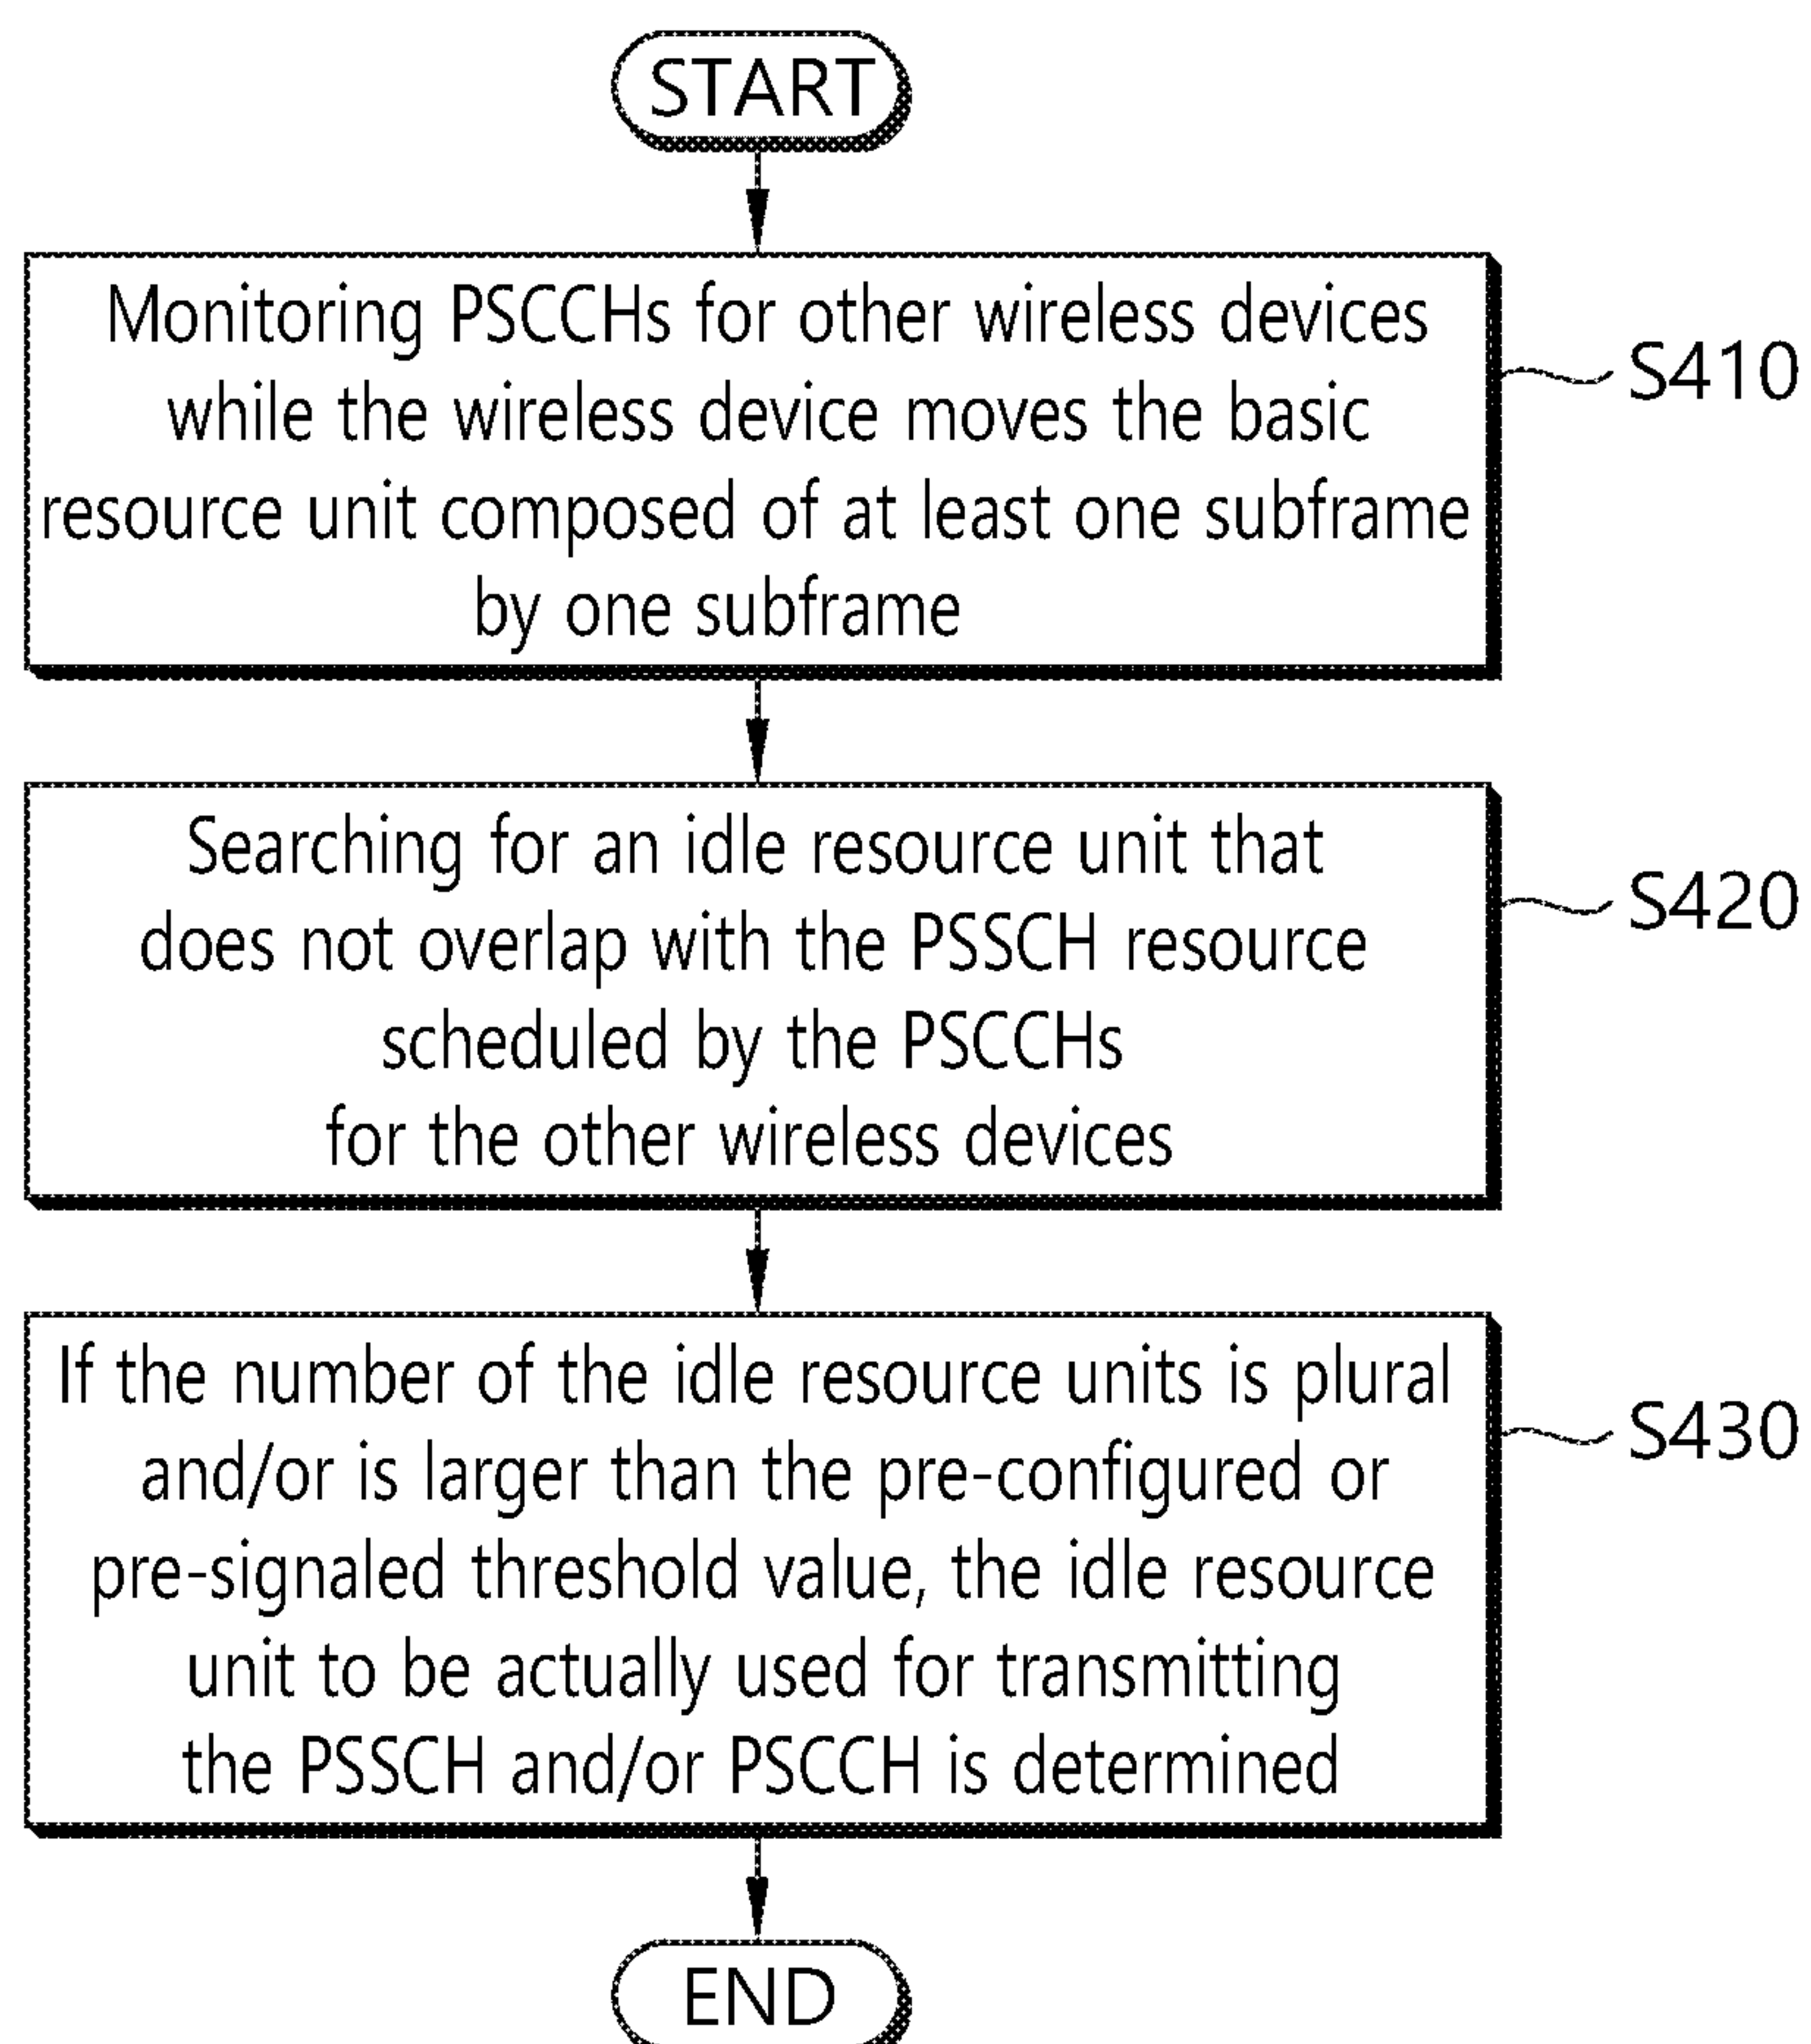 START
Monitoring PSCCHs for other wireless devices
while the wireless device moves the basic
resource unit composed of at least one subframe
by one subframe
S410
Searching for an idle resource unit that
does not overlap with the PSSCH resource
scheduled by the PSCCHs
for the other wireless devices
S420
If the number of the idle resource units is plural
and/or is larger than the pre-configured or
pre-signaled threshold value, the idle resource
unit to be actually used for transmitting
the PSSCH and/or PSCCH is determined
S430
END